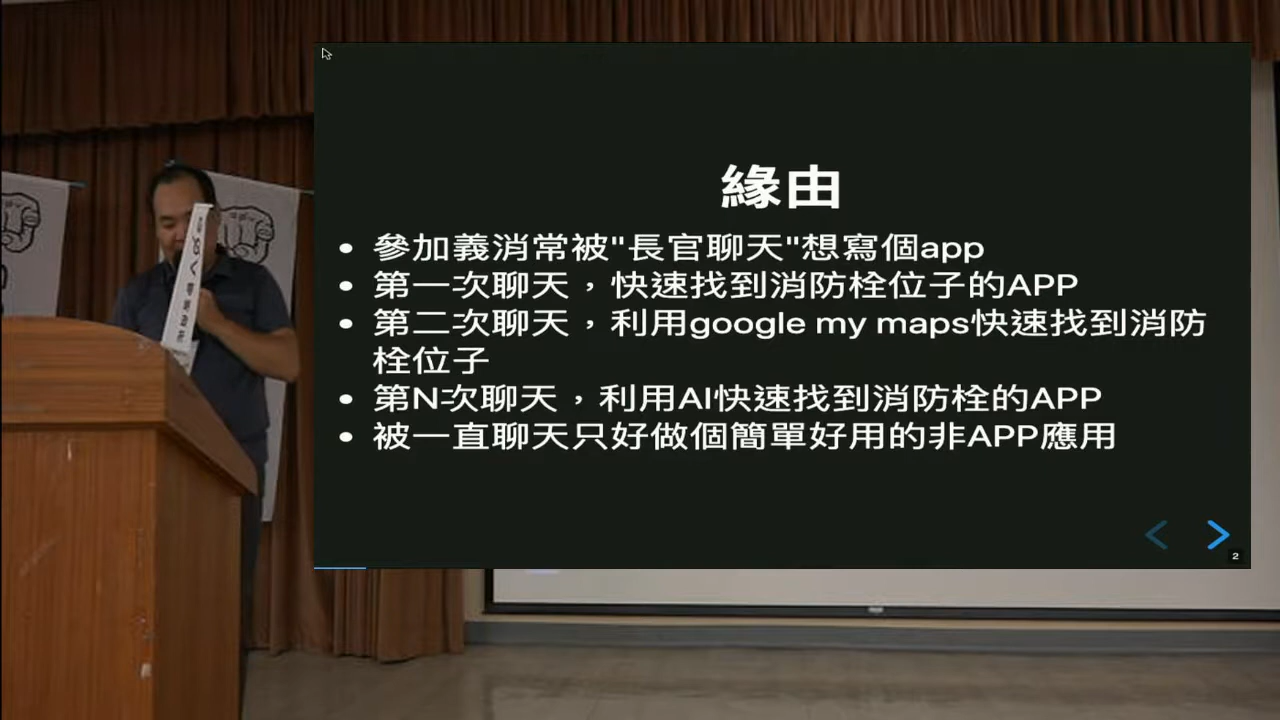 緣由
參加義消常被"長官聊天"想寫個app
第一次聊天，快速找到消防栓位子的APP
第二次聊天，利用google my maps快速找到消防
栓位子
第N次聊天，利用AI快速找到消防栓的APP
被一直聊天只好做個簡單好用的非APP應用
2